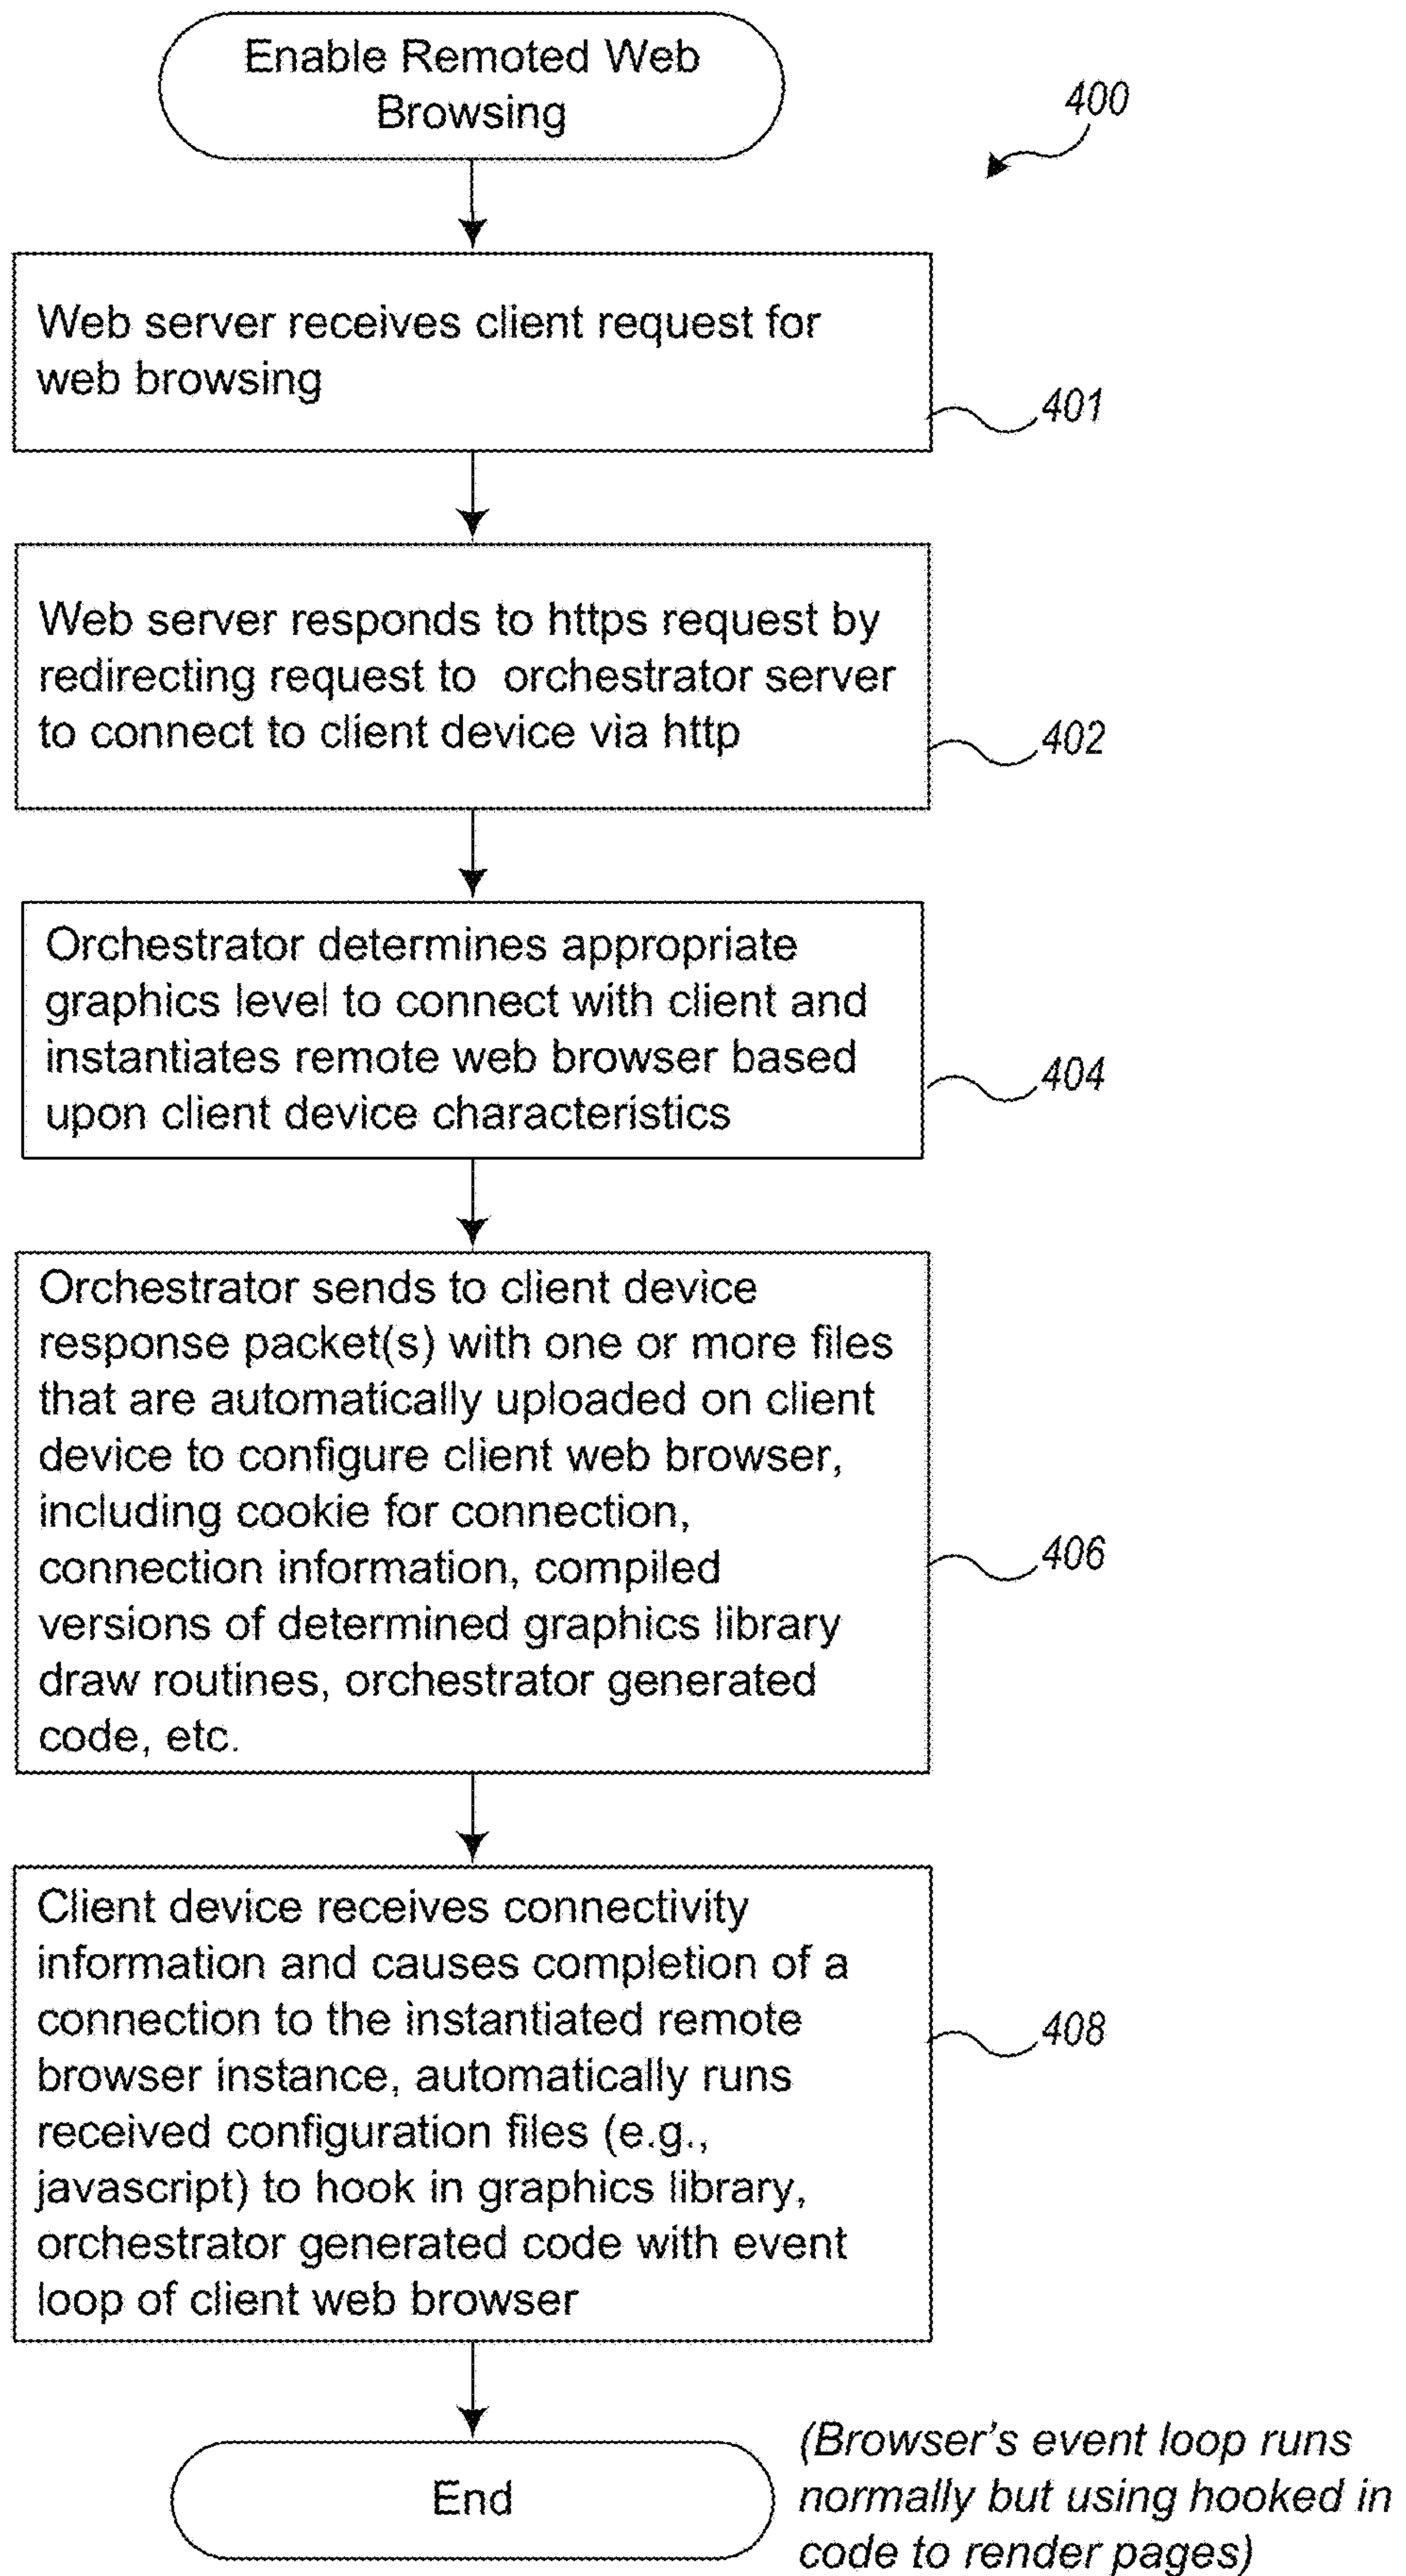 Enable Remoted Web
Browsing
400
Web server receives client request for
web browsing
401
Web server responds to https request by
redirecting request to orchestrator server
to connect to client device via http
402
Orchestrator determines appropriate
graphics level to connect with client and
instantiates remote web browser based
upon client device characteristics
404
Orchestrator sends to client device
response packet(s) with one or more files
that are automatically uploaded on client
device to configure client web browser,
including cookie for connection,
connection information, compiled
versions of determined graphics library
draw routines, orchestrator generated
code, etc.
406
Client device receives connectivity
information and causes completion of a
connection to the instantiated remote
browser instance, automatically runs
received configuration files (e.g.,
javascript) to hook in graphics library,
orchestrator generated code with event
loop of client web browser
408
End
(Browser's event loop runs
normally but using hooked in
code to render pages)